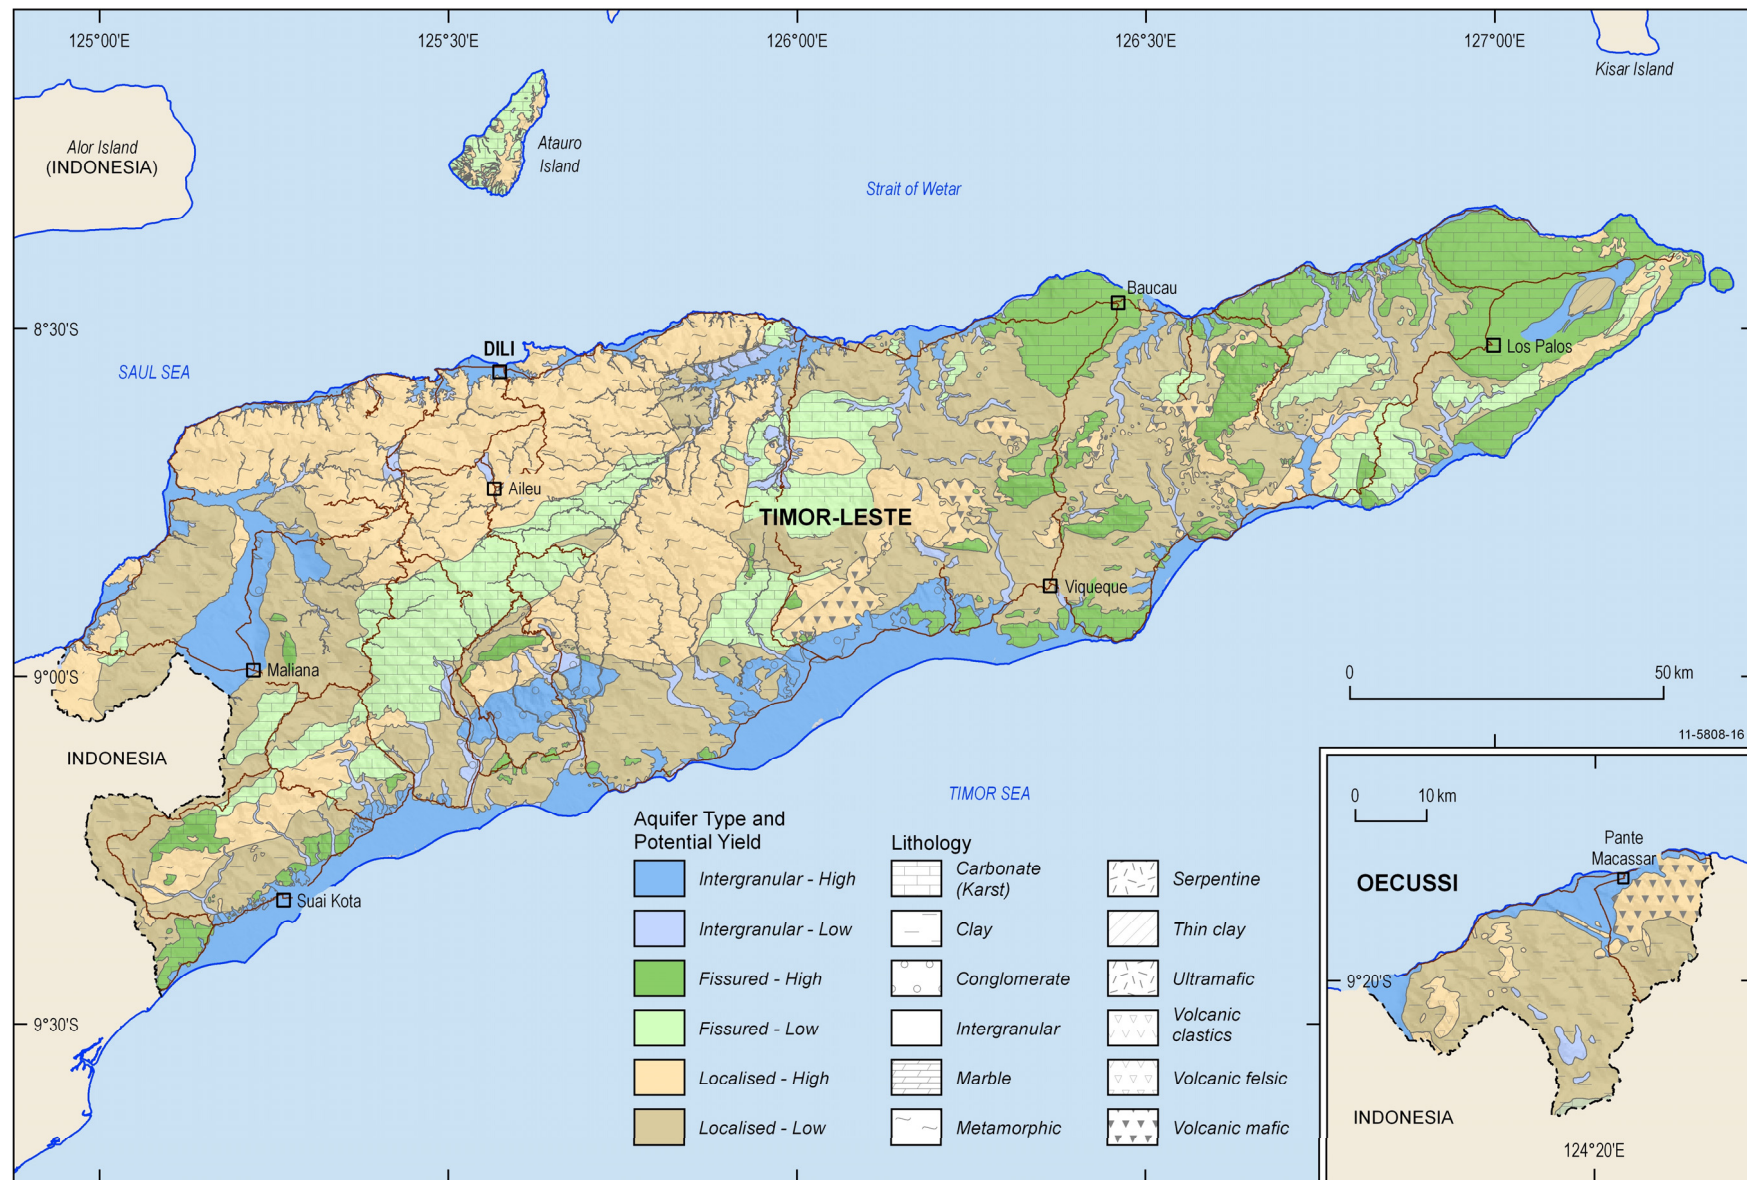 125°00'E
125°30'E
126°00'E
126°30'E
127°00'E
Kisar Island
Alor Island
(INDONESIA)
Atauro
Island
Strait of Wetar
Baucau
8°30'S
DILI
Los Palos
SAUL SEA
Aileu
TIMOR-LESTE
Viqueque
Maliana
9°00'S
0
50 km
INDONESIA
11-5808-16
TIMOR SEA
Suai Kota
9°30'S
Aquifer Type and
Potential Yield
Intergranular - High
Intergranular - Low
Fissured - High
Fissured - Low
Localised - High
Localised - Low
Lithology
Carbonate
(Karst)
Clay
Conglomerate
Intergranular
Marble
Metamorphic
Serpentine
Thin clay
Ultramafic
Volcanic
clastics
Volcanic felsic
Volcanic mafic
0
10 km
Pante
Macassar
OECUSSI
9°20'S
INDONESIA
124°20'E